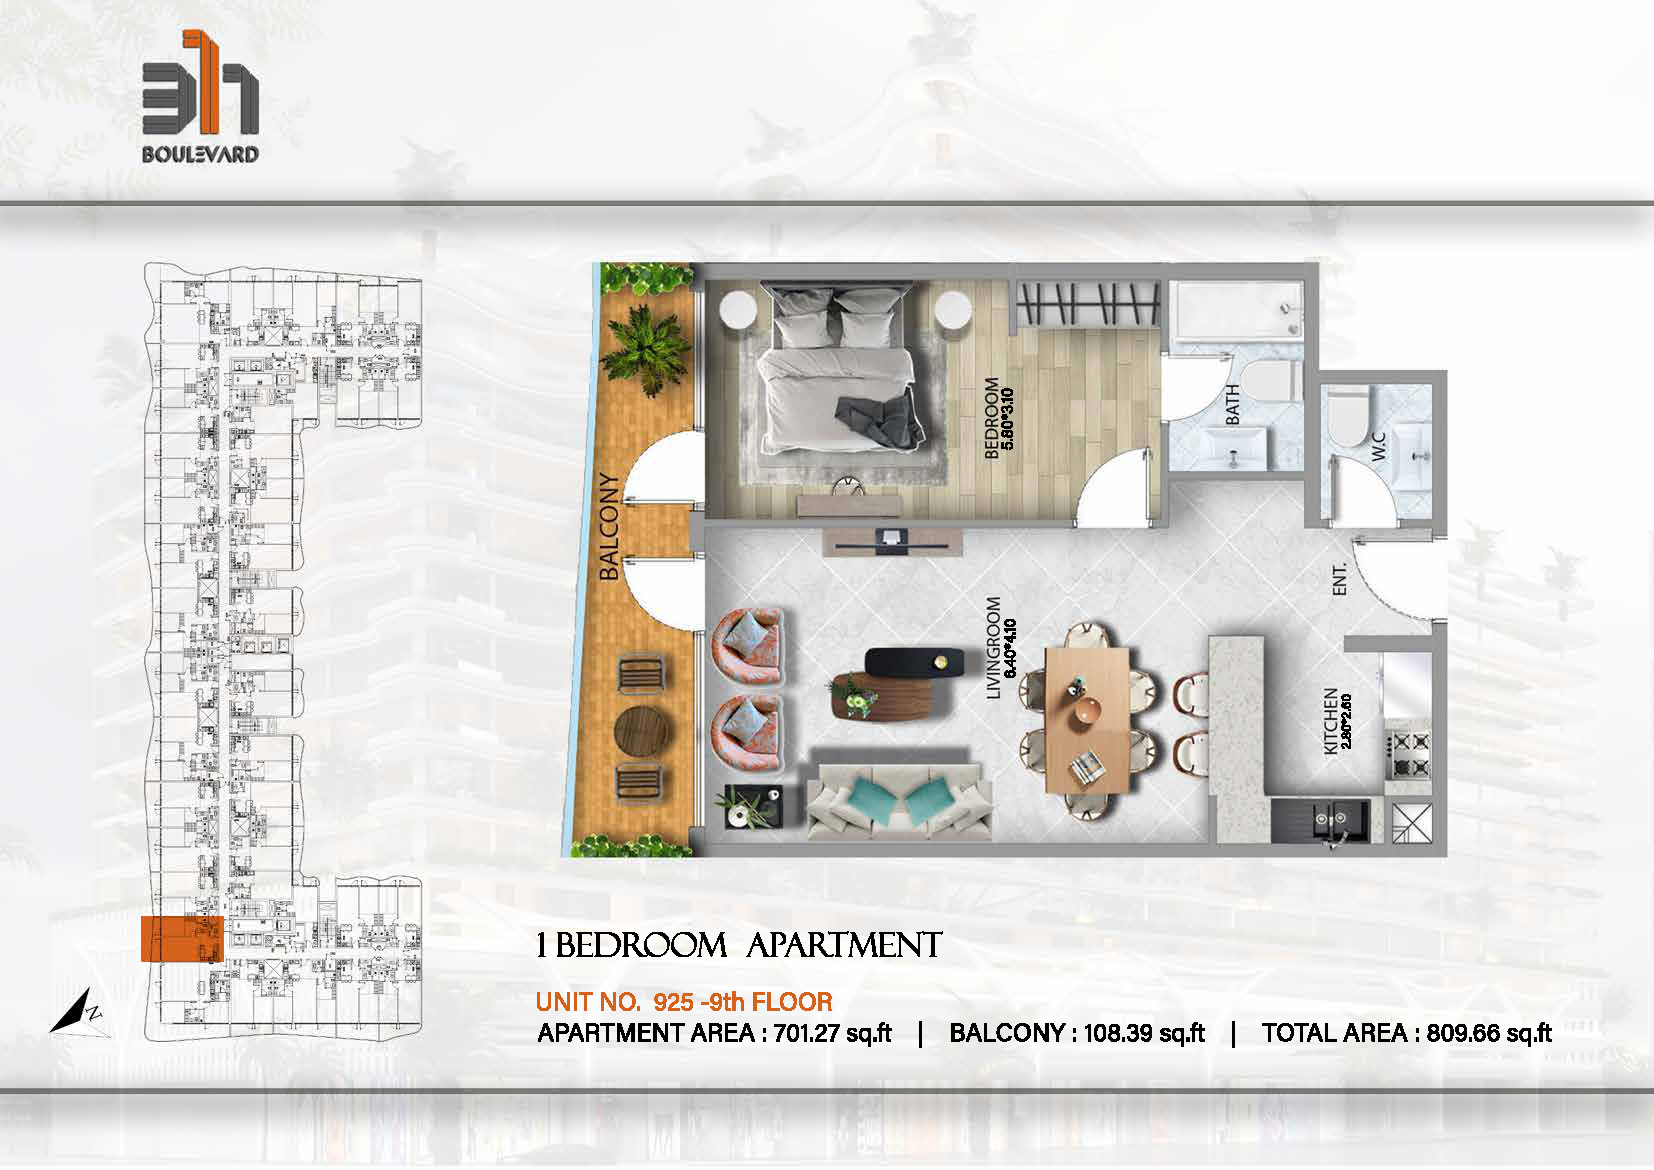 311
BOULEVARD
BALCONY
BEDROOM
5.80*3.10
BATH
W.C
ENT.
LIVINGROOM
6.40*4.10
KITCHEN
2.80*2.60
N
1 BEDROOM APARTMENT
UNIT NO. 925 -9th FLOOR
APARTMENT AREA : 701.27 sq.ft | BALCONY : 108.39 sq.ft | TOTAL AREA : 809.66 sq.ft